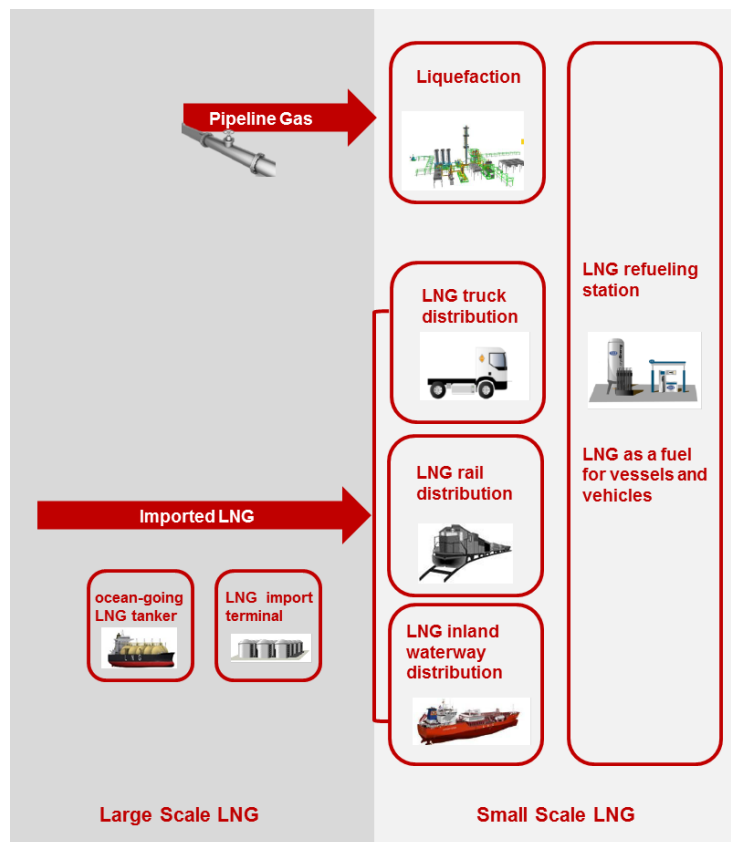 Liquefaction
Pipeline Gas
LNG truck
distribution
LNG refueling
station
LNG rail
distribution
LNG as a fuel
for vessels and
vehicles
Imported LNG
ocean-going
LNG tanker
LNG import
terminal
LNG inland
waterway
distribution
Large Scale LNG
Small Scale LNG